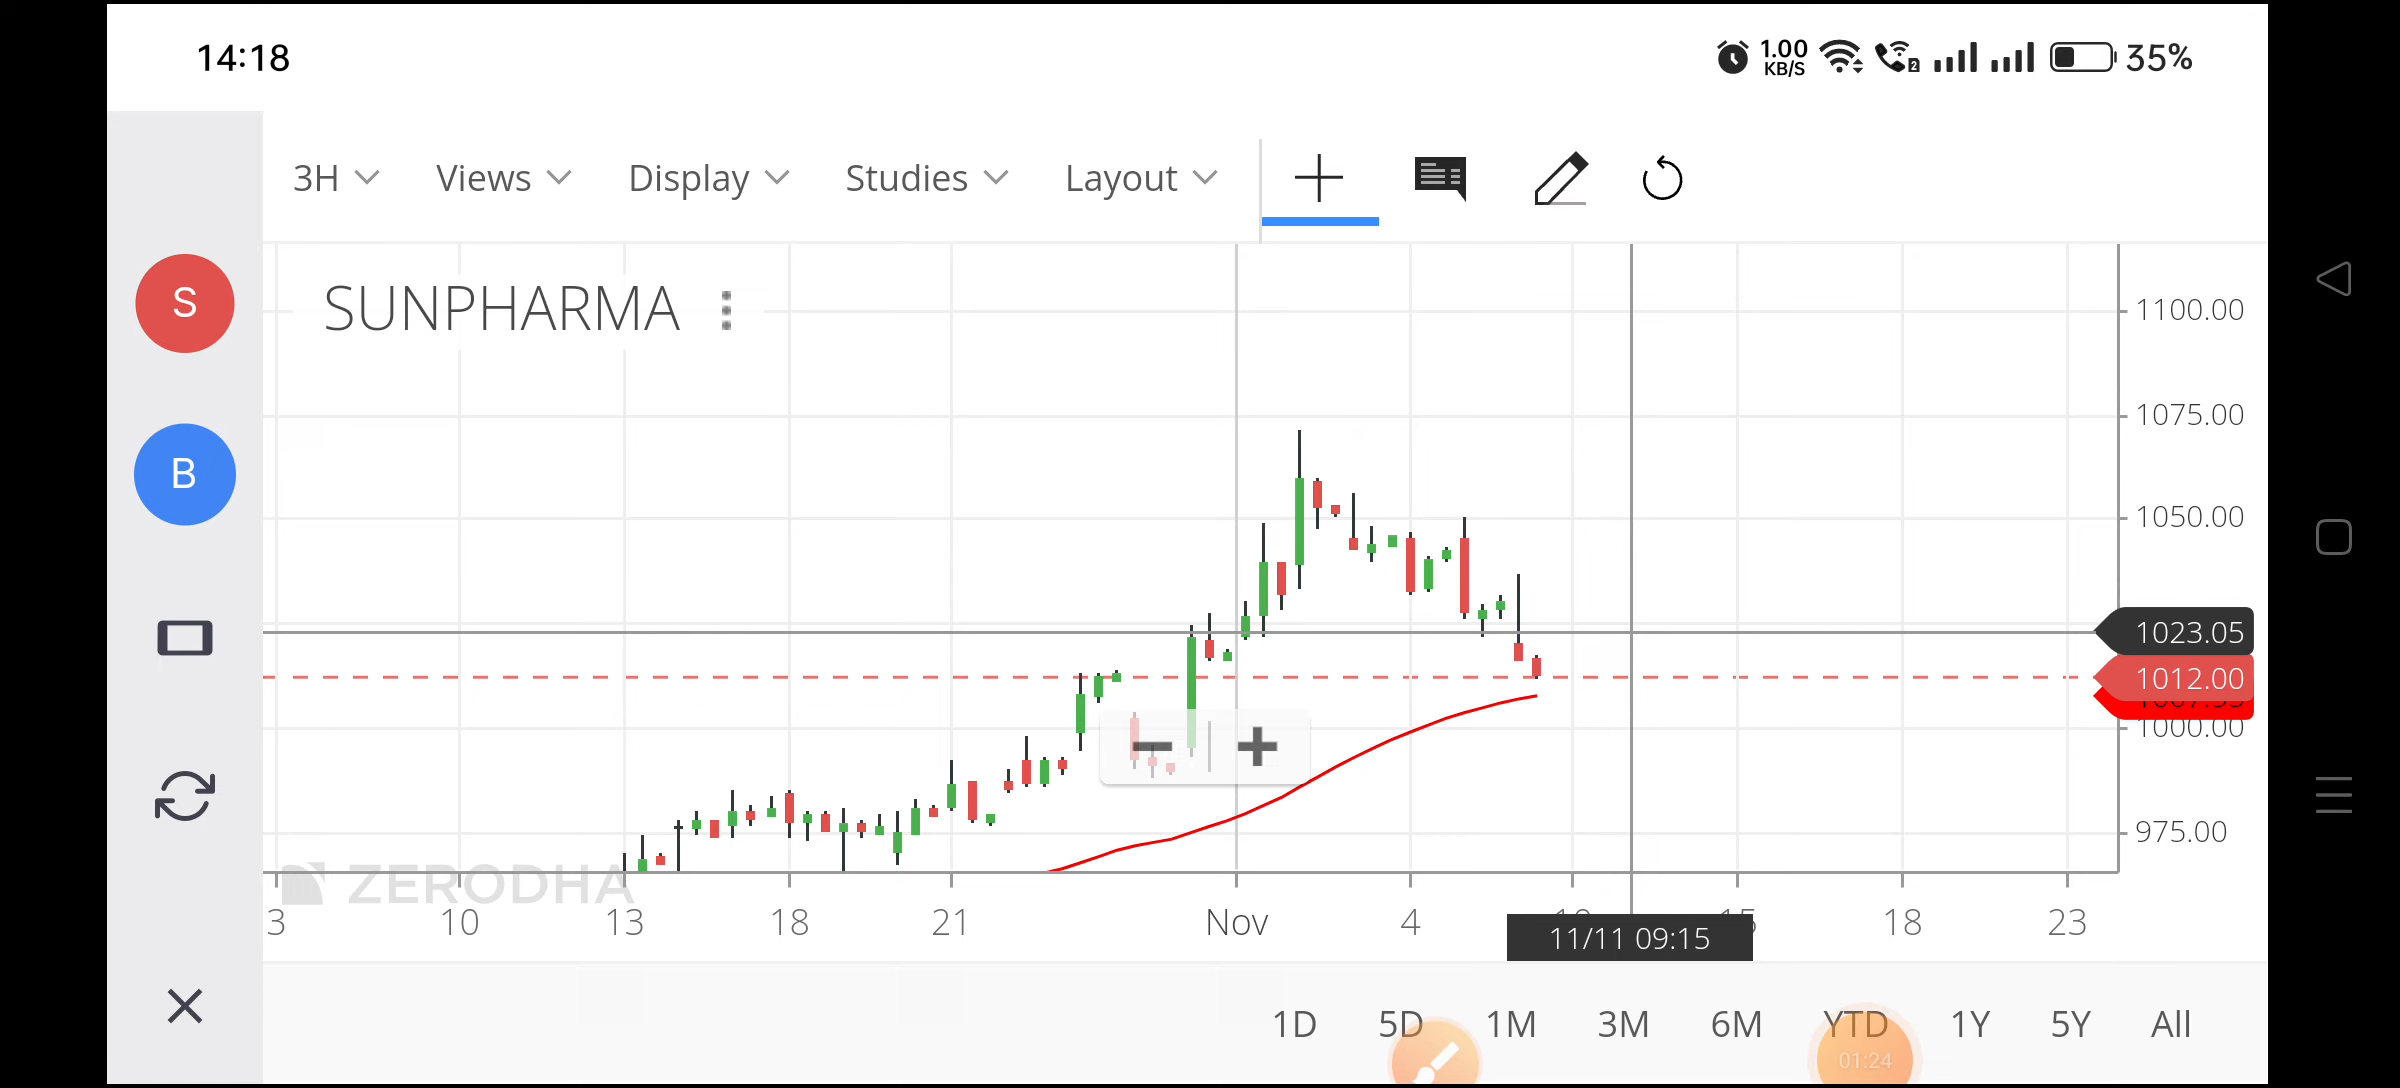 14:18 1.00 KB/S 2 35%
3H Views Display Studies Layout
S
SUNPHARMA
1100.00
1075.00
B
1050.00
1023.05
1012.00
1000.00
975.00
ZERODHA
3 10 13 18 21 Nov 4 18 23
11/11 09:15
1D 5D 1M 3M 6M YTD 1Y 5Y All
01:24